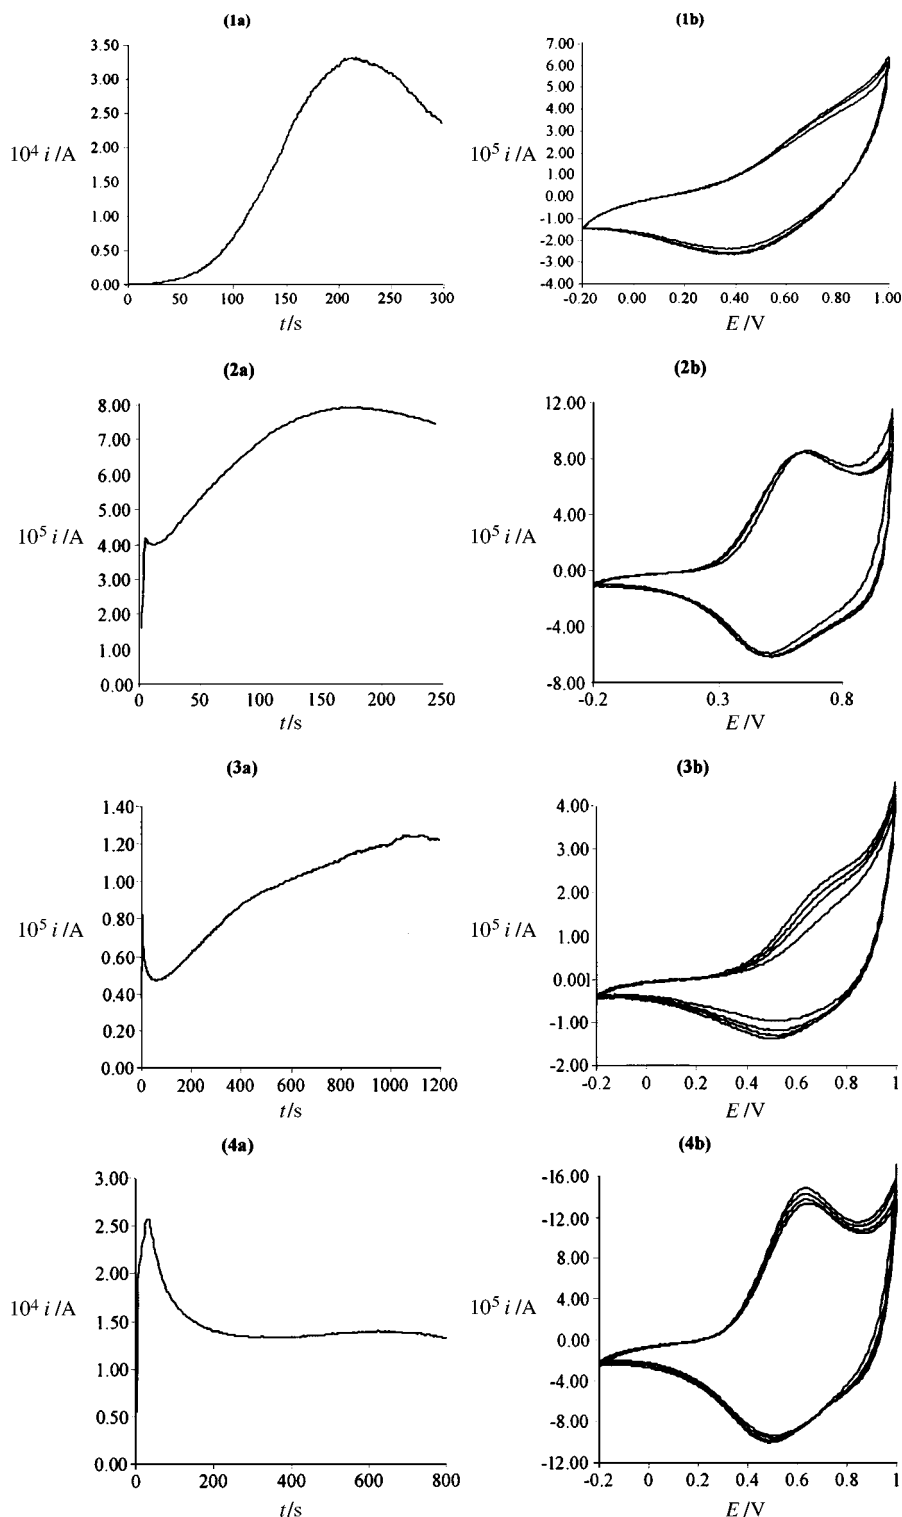 (1a)
3.50
3.00
2.50
10⁴ i /A
1.50
1.00
0.50
0.00
0 50 100 150 200 250 300
t/s
(1b)
7.00
6.00
5.00
4.00
3.00
10⁵ i /A
2.00
1.00
0.00
-1.00
-2.00
-3.00
-4.00
-0.20 0.00 0.20 0.40 0.60 0.80 1.00
E /V
(2a)
8.00
7.00
5.00
10⁵ i /A
4.00
3.00
2.00
1.00
0.00
0 50 100 150 200 250
t/s
(2b)
12.00
8.00
10⁵ i /A
4.00
0.00
-4.00
-8.00
-0.2 0.3 0.8
E /V
(3a)
1.40
1.20
1.00
0.80
10⁵ i /A
0.60
0.40
0.20
0.00
0 200 400 600 800 1000 1200
t/s
(3b)
4.00
3.00
2.00
10⁵ i /A
1.00
0.00
-1.00
-2.00
-0.2 0 0.2 0.4 0.6 0.8 1
E /V
(4a)
3.00
2.50
2.00
10⁴ i /A
1.50
1.00
0.50
0.00
0 200 400 600 800
t/s
(4b)
-16.00
-12.00
10⁵ i /A
4.00
0.00
-4.00
-8.00
-12.00
-0.2 0 0.2 0.4 0.6 0.8 1
E /V